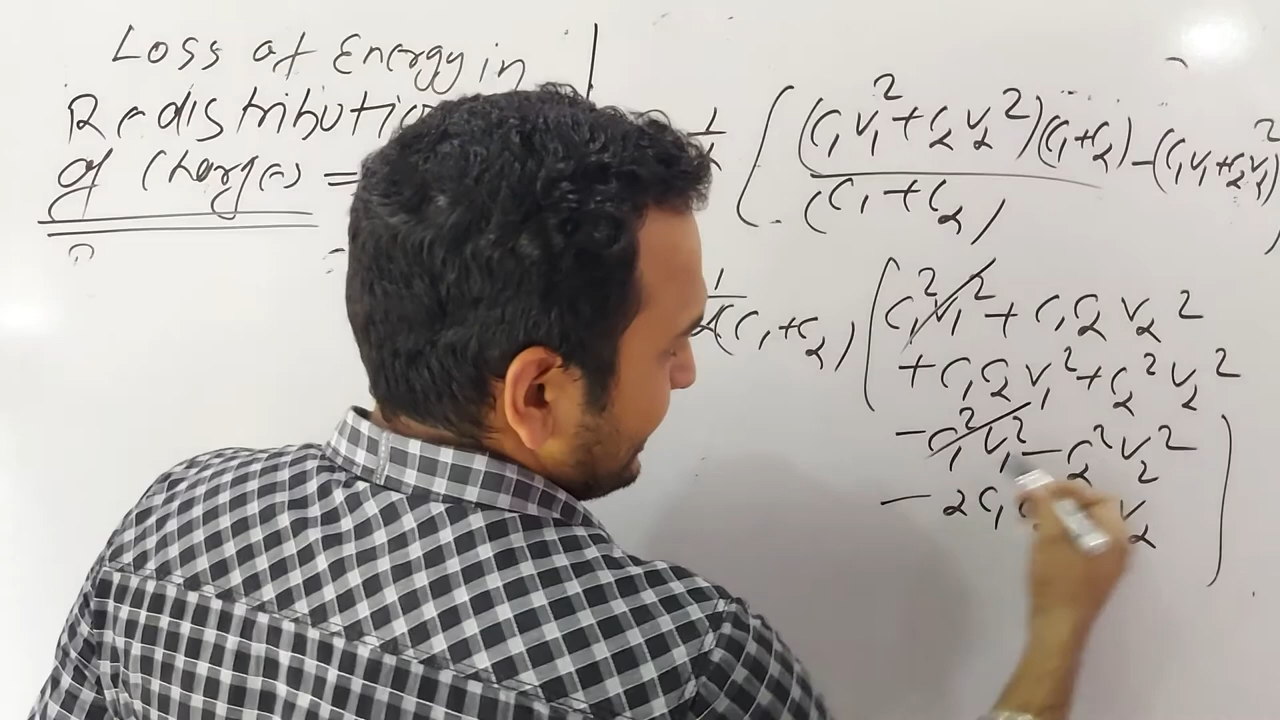 Loss of Energy in
Redistributio
of Charges =
1/2 [ (C₁V₁² + C₂V₂²)(C₁+C₂) - (C₁V₁+C₂V₂)²
(C₁+C₂)
1/2(C₁+C₂) ( C₁²V₁² + C₁C₂V₂²
+ C₁C₂V₁² + C₂²V₂²
- C₁²V₁² - C₂²V₂²
- 2C₁ V₂ )